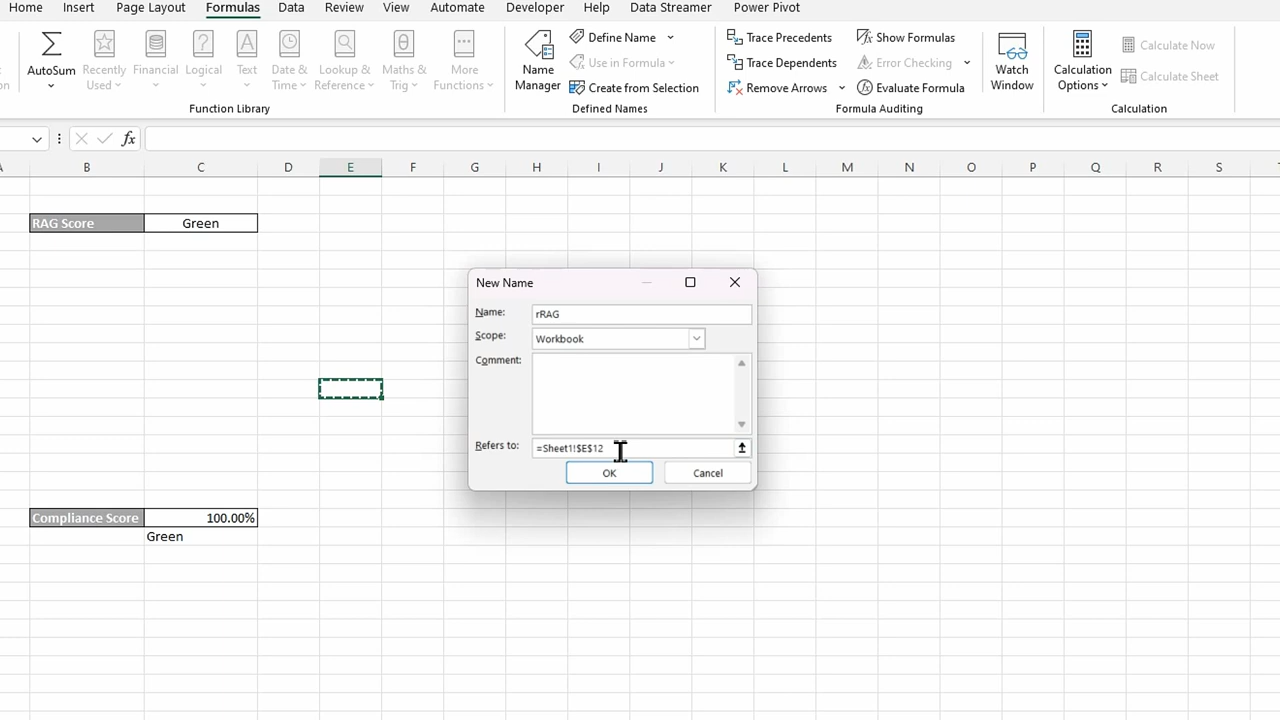 Home Insert Page Layout Formulas Data Review View Automate Developer Help Data Streamer Power Pivot
AutoSum Recently Used Financial Logical Text Date & Time Lookup & Reference Maths & Trig More Functions
Function Library
Name Manager
Define Name
Use in Formula
Create from Selection
Defined Names
Trace Precedents
Trace Dependents
Remove Arrows
Show Formulas
Error Checking
Evaluate Formula
Formula Auditing
Watch Window
Calculation Options
Calculate Now
Calculate Sheet
Calculation
fx
B C D E F G H I J K L M N O P Q R S
RAG Score Green
New Name
Name: rRAG
Scope: Workbook
Comment:
Refers to: =Sheet1!$E$12
OK Cancel
Compliance Score 100.00%
Green